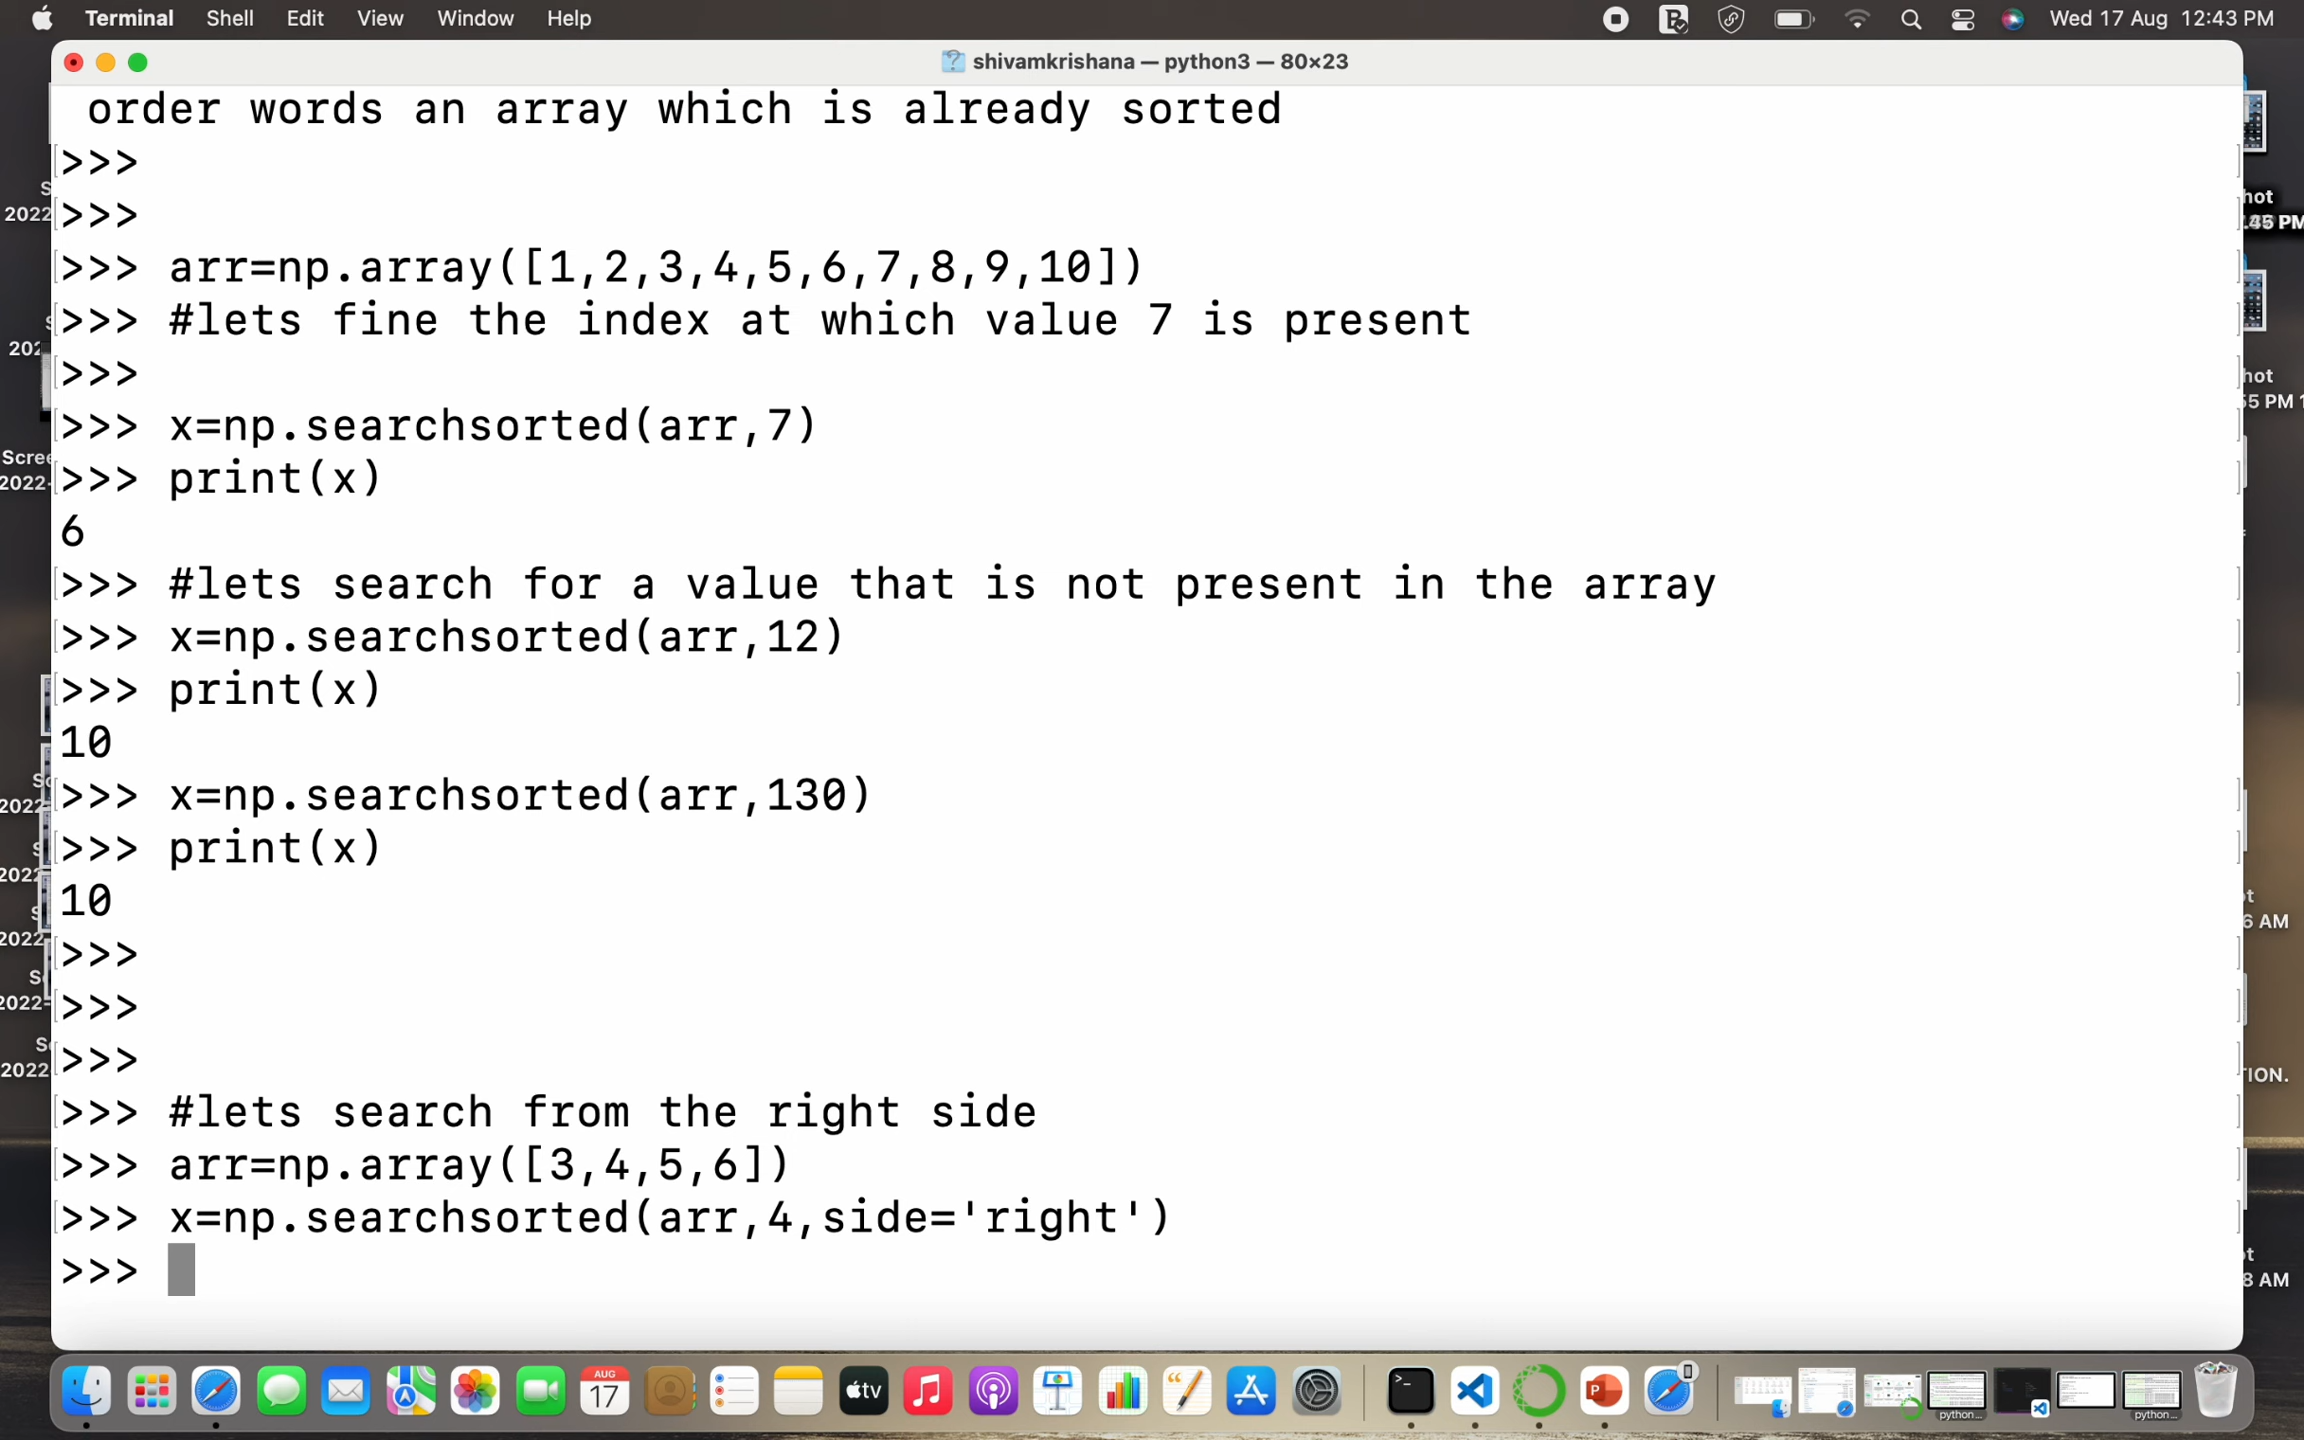 Terminal Shell Edit View Window Help Wed 17 Aug 12:43 PM
shivamkrishana — python3 — 80×23
order words an array which is already sorted
>>>
>>>
>>> arr=np.array([1,2,3,4,5,6,7,8,9,10])
>>> #lets fine the index at which value 7 is present
>>>
>>> x=np.searchsorted(arr,7)
>>> print(x)
6
>>> #lets search for a value that is not present in the array
>>> x=np.searchsorted(arr,12)
>>> print(x)
10
>>> x=np.searchsorted(arr,130)
>>> print(x)
10
>>>
>>>
>>>
>>> #lets search from the right side
>>> arr=np.array([3,4,5,6])
>>> x=np.searchsorted(arr,4,side='right')
>>>
AUG
17
tv
python...
python...